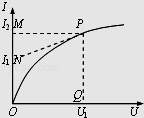 I
I₂ M P
I₁ N
Q
O U₁ U